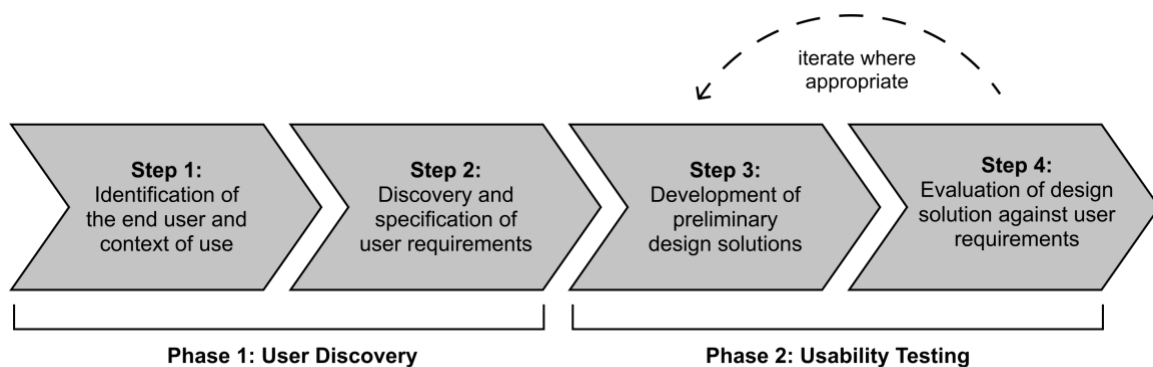 iterate where
appropriate
Step 1:
Identification of
the end user and
context of use
Step 2:
Discovery and
specification of
user requirements
Step 3:
Development of
preliminary
design solutions
Step 4:
Evaluation of design
solution against user
requirements
Phase 1: User Discovery
Phase 2: Usability Testing